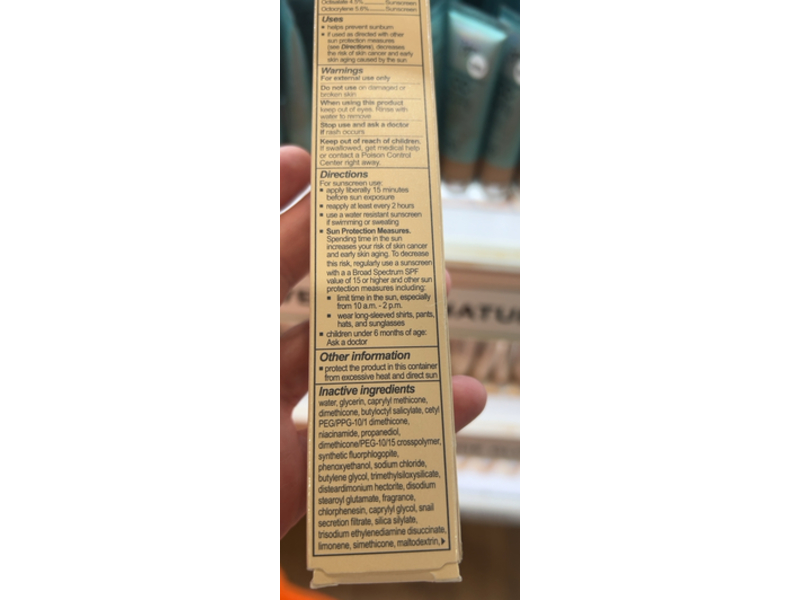 Octisalate 4.5% ........ Sunscreen
Octocrylene 5.8% ........ Sunscreen
Uses
▪ helps prevent sunburn
▪ if used as directed with other
sun protection measures
(see Directions), decreases
the risk of skin cancer and early
skin aging caused by the sun
Warnings
For external use only
Do not use on damaged or
broken skin
When using this product
keep out of eyes. Rinse with
water to remove
Stop use and ask a doctor
if rash occurs
Keep out of reach of children.
If swallowed, get medical help
or contact a Poison Control
Center right away.
Directions
For sunscreen use:
▪ apply liberally 15 minutes
before sun exposure
▪ reapply at least every 2 hours
▪ use a water resistant sunscreen
if swimming or sweating
▪ Sun Protection Measures.
Spending time in the sun
increases your risk of skin cancer
and early skin aging. To decrease
this risk, regularly use a sunscreen
with a a Broad Spectrum SPF
value of 15 or higher and other sun
protection measures including:
▪ limit time in the sun, especially
from 10 a.m. - 2 p.m.
▪ wear long-sleeved shirts, pants,
hats, and sunglasses
▪ children under 6 months of age:
Ask a doctor
Other information
▪ protect the product in this container
from excessive heat and direct sun
Inactive ingredients
water, glycerin, caprylyl methicone,
dimethicone, butyloctyl salicylate, cetyl
PEG/PPG-10/1 dimethicone,
niacinamide, propanediol,
dimethicone/PEG-10/15 crosspolymer,
synthetic fluorphlogopite,
phenoxyethanol, sodium chloride,
butylene glycol, trimethylsiloxysilicate,
disteardimonium hectorite, disodium
stearoyl glutamate, fragrance,
chlorphenesin, caprylyl glycol, snail
secretion filtrate, silica silylate,
trisodium ethylenediamine disuccinate,
limonene, simethicone, maltodextrin,
NATU